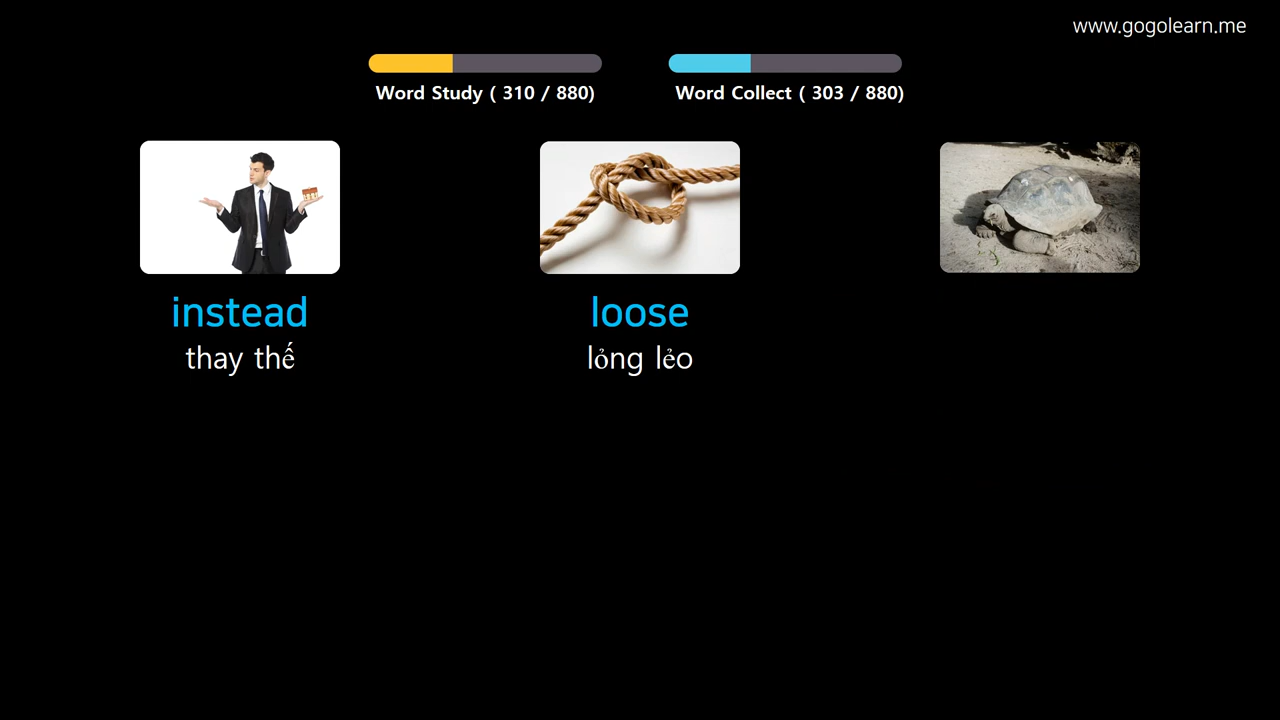 www.gogolearn.me
Word Study ( 310 / 880)
Word Collect ( 303 / 880)
instead
loose
thay thế
lỏng lẻo